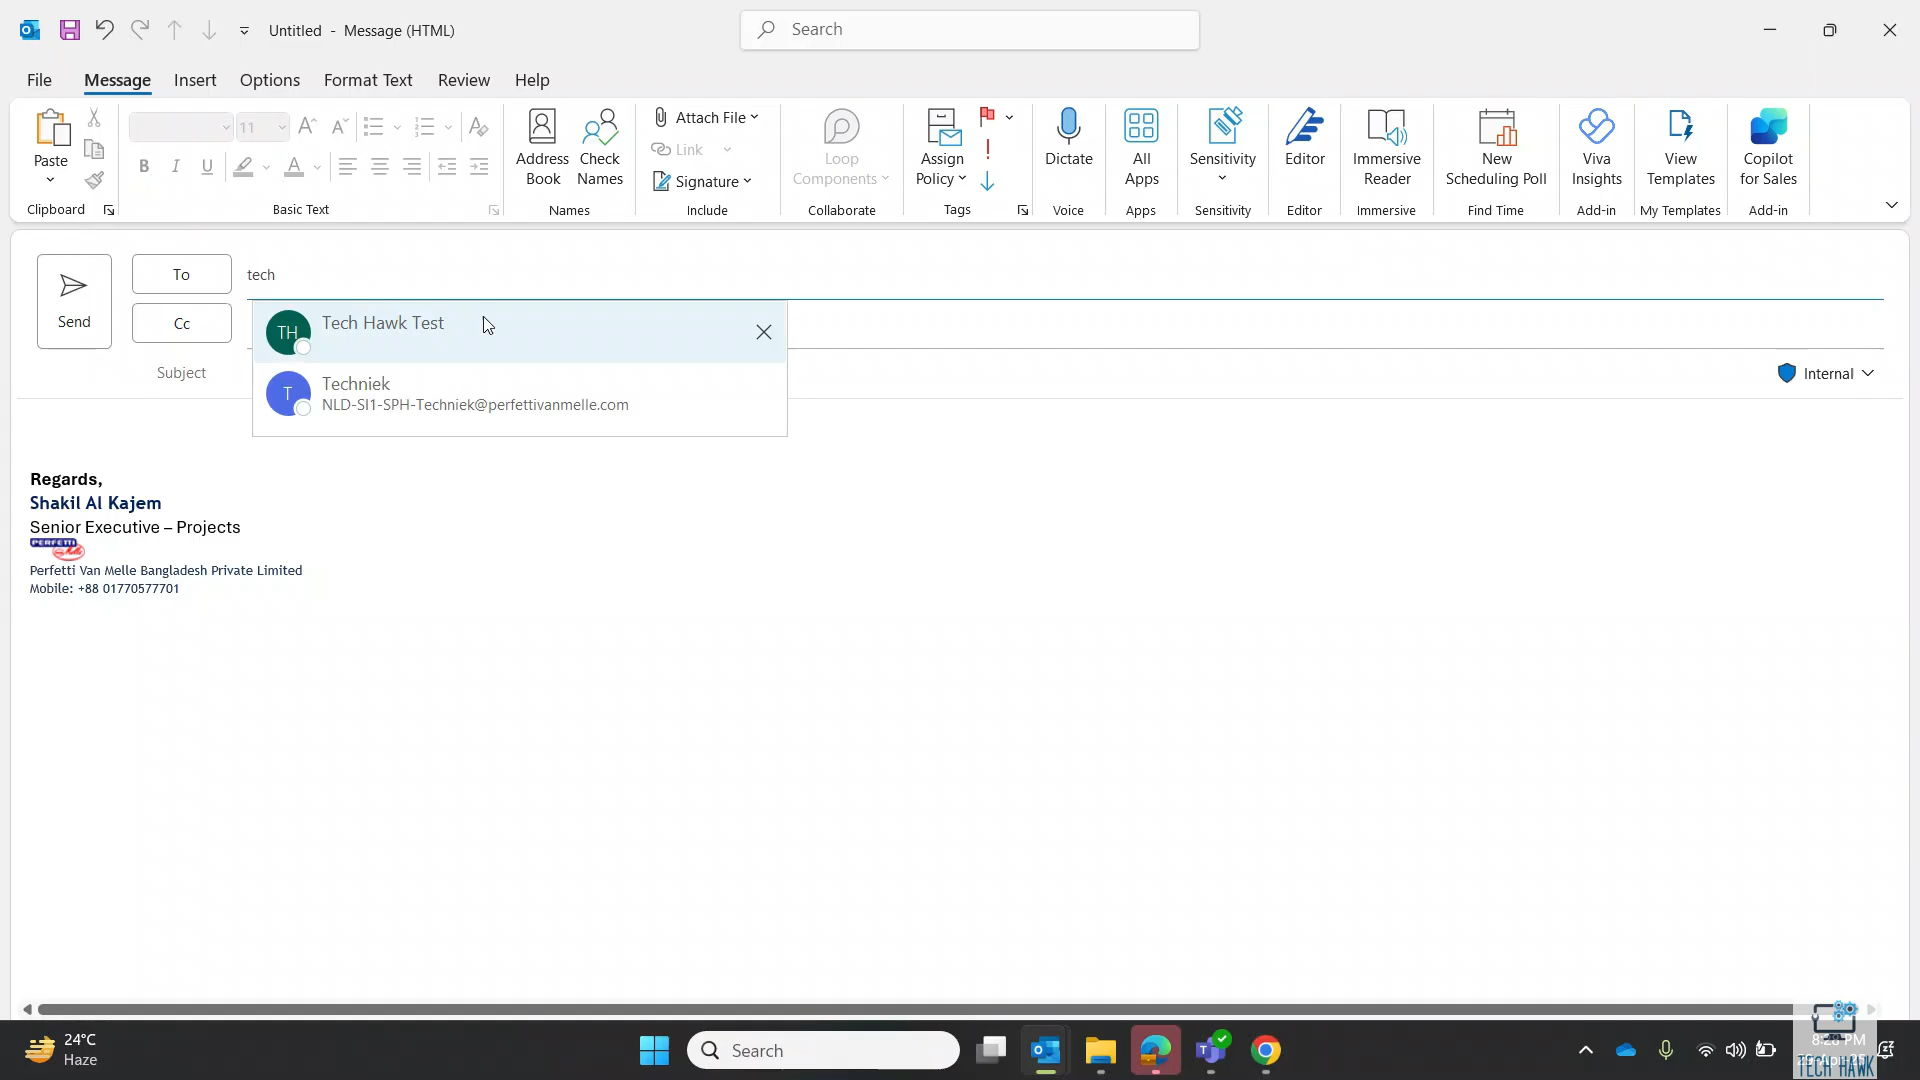 Untitled - Message (HTML)
Search
File Message Insert Options Format Text Review Help
Paste
Clipboard
11
B I U
Basic Text
Address Book
Check Names
Names
Attach File
Link
Signature
Include
Loop Components
Collaborate
Assign Policy
Tags
Dictate
Voice
All Apps
Apps
Sensitivity
Sensitivity
Editor
Editor
Immersive Reader
Immersive
New Scheduling Poll
Find Time
Viva Insights
Add-in
View Templates
My Templates
Copilot for Sales
Add-in
Send
To
tech
Cc
TH
Tech Hawk Test
T
Techniek
NLD-SI1-SPH-Techniek@perfettivanmelle.com
Subject
Internal
Regards,
Shakil Al Kajem
Senior Executive – Projects
PERFETTI
Perfetti Van Melle Bangladesh Private Limited
Mobile: +88 01770577701
24°C
Haze
Search
8:28 PM
TECH HAWK